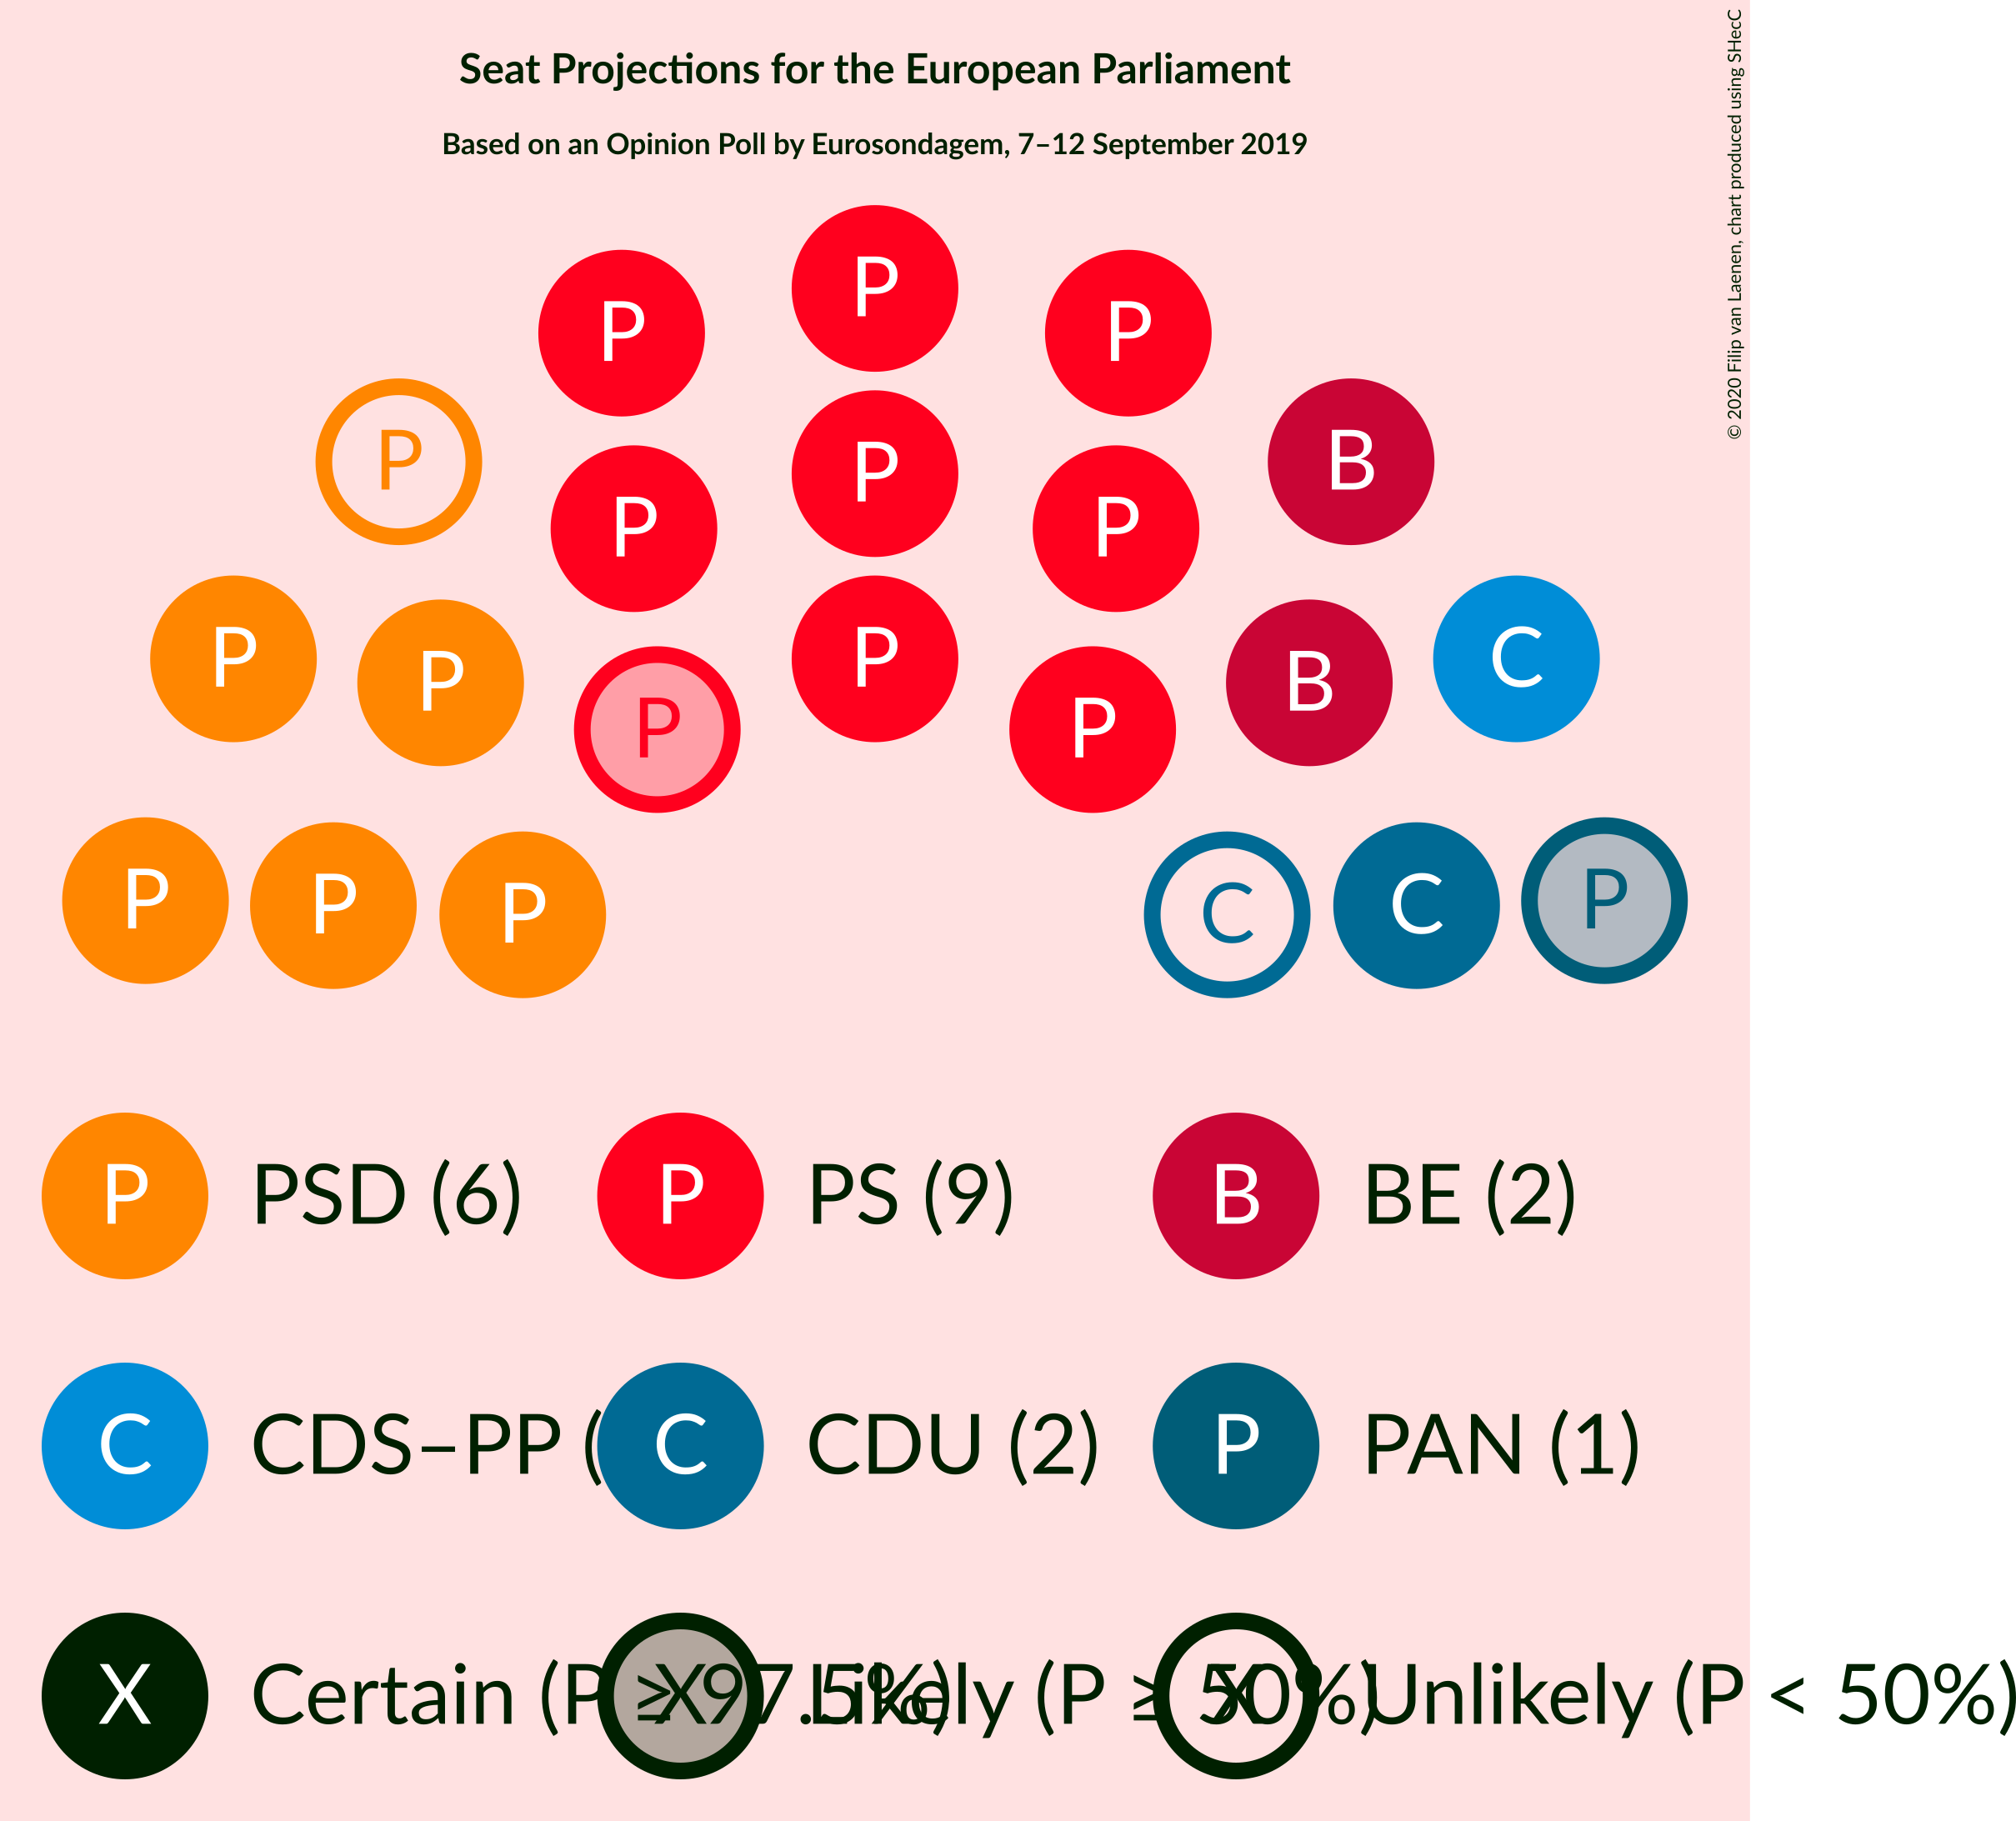 Seat Projections for the European Parliament
Based on an Opinion Poll by Eurosondagem, 7–12 September 2019
© 2020 Filip van Laenen, chart produced using SHecC
P
P
P
P
B
P
P
P
P
P
B
C
P
P
P
P
P
P
C
C
P
P PSD (6) P PS (9) B BE (2)
C CDS–PP ( C CDU (2) P PAN (1)
X Certain (P ≥ 97.5%) X Likely (P ≥ 50%) X Unlikely (P < 50%)